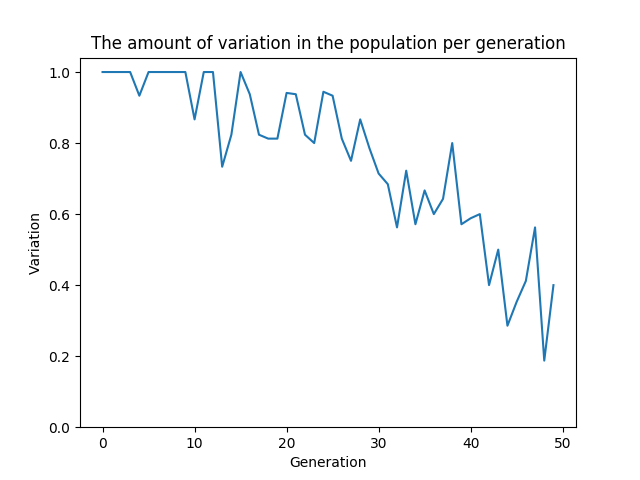 The amount of variation in the population per generation
1.0
0.8
0.6
0.4
0.2
0.0
Variation
0 10 20 30 40 50
Generation